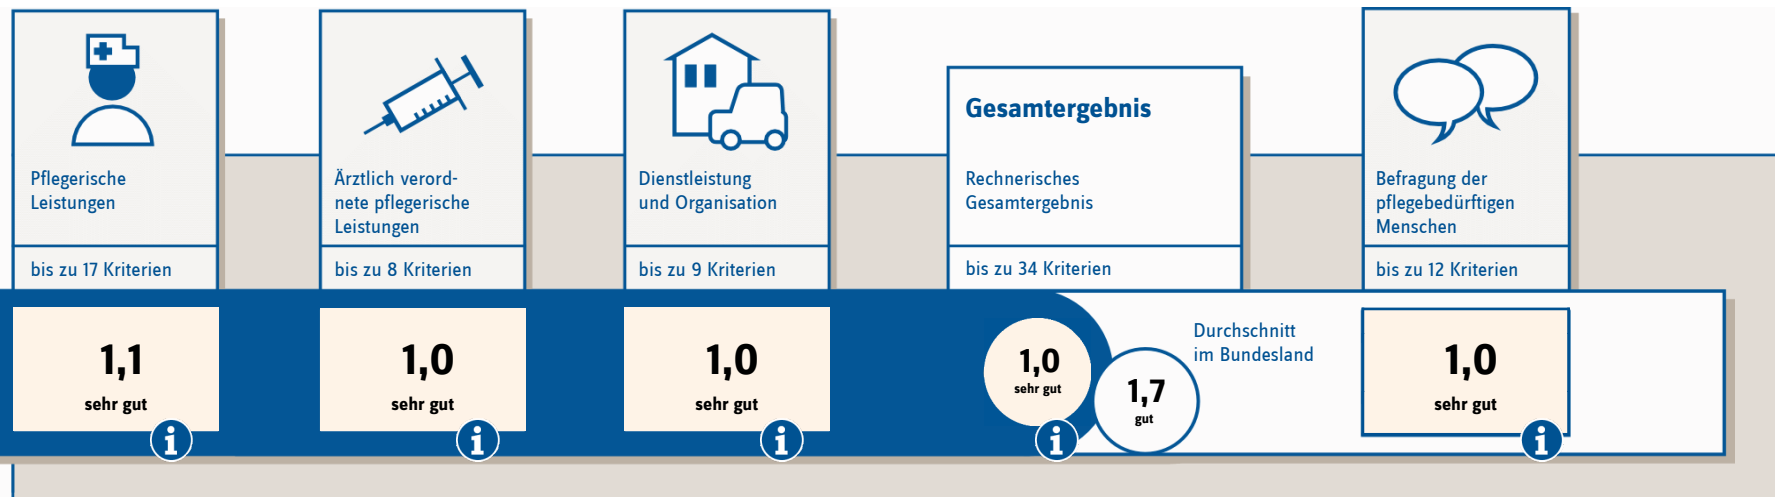 Pflegerische
Leistungen
bis zu 17 Kriterien
1,1
sehr gut
Ärztlich verord-
nete pflegerische
Leistungen
bis zu 8 Kriterien
1,0
sehr gut
Dienstleistung
und Organisation
bis zu 9 Kriterien
1,0
sehr gut
Gesamtergebnis
Rechnerisches
Gesamtergebnis
bis zu 34 Kriterien
1,0
sehr gut
1,7
gut
Durchschnitt
im Bundesland
Befragung der
pflegebedürftigen
Menschen
bis zu 12 Kriterien
1,0
sehr gut